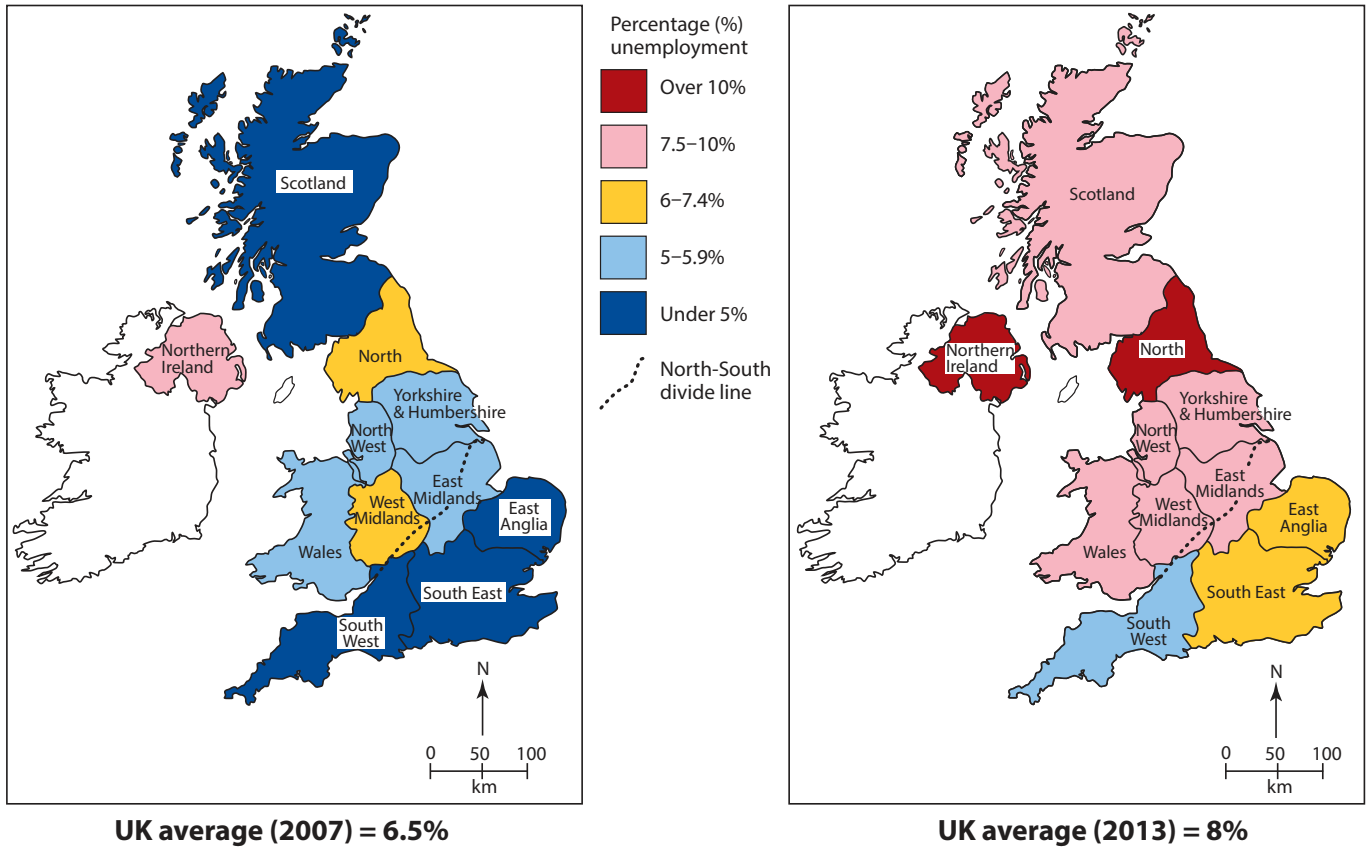 Scotland
Northern
Ireland
North
Yorkshire
& Humbershire
North
West
East
Midlands
West
Midlands
East
Anglia
Wales
South East
South
West
N
0 50 100
km
UK average (2007) = 6.5%
Percentage (%)
unemployment
Over 10%
7.5–10%
6–7.4%
5–5.9%
Under 5%
North-South
divide line
Scotland
Northern
Ireland
North
Yorkshire
& Humbershire
North
West
East
Midlands
West
Midlands
East
Anglia
Wales
South East
South
West
N
0 50 100
km
UK average (2013) = 8%